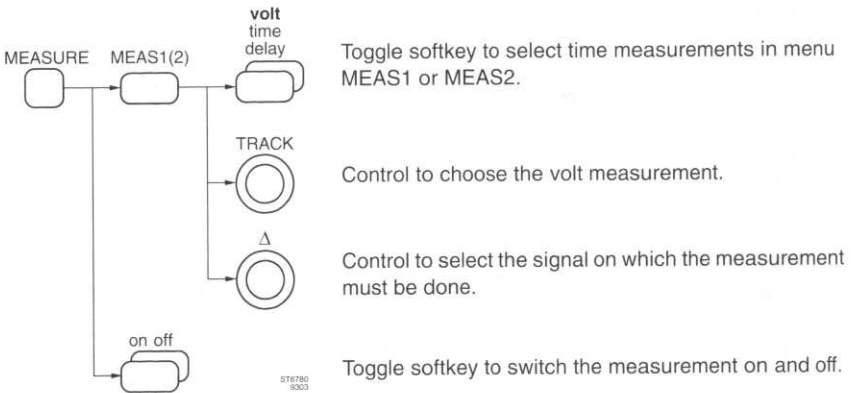 volt
time
delay
MEASURE MEAS1(2)
Toggle softkey to select time measurements in menu
MEAS1 or MEAS2.
TRACK
Control to choose the volt measurement.
Δ
Control to select the signal on which the measurement
must be done.
on off
Toggle softkey to switch the measurement on and off.
ST6780
9303